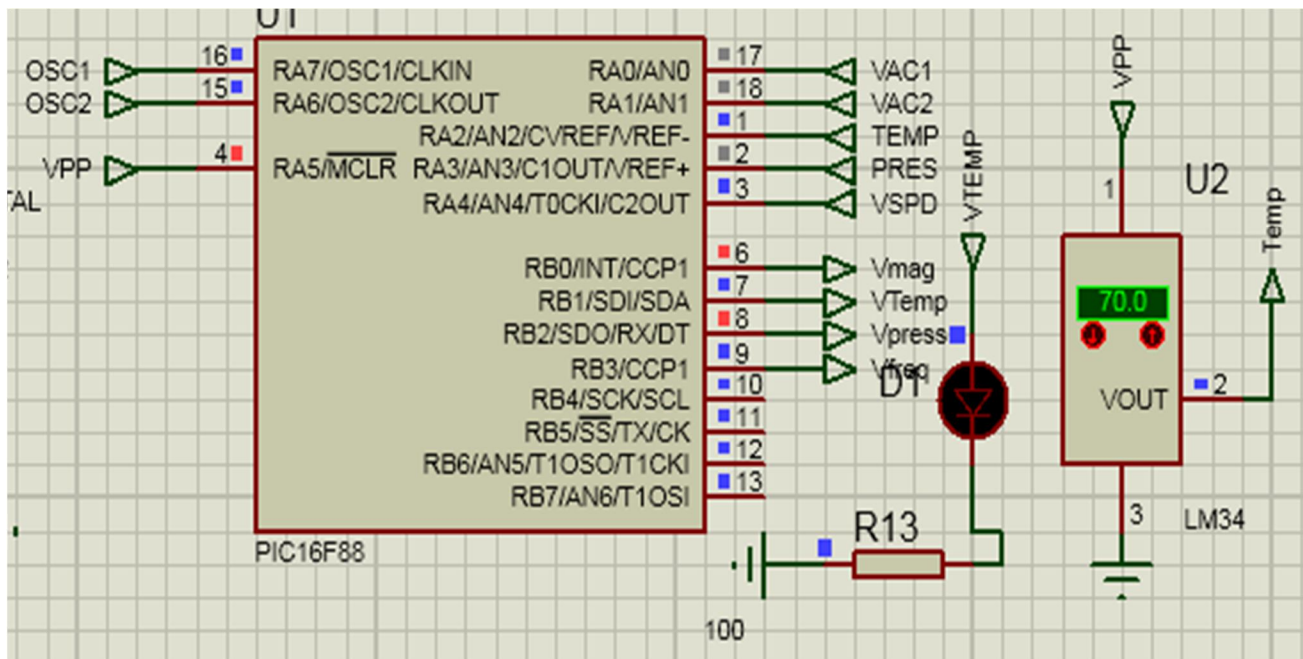 U1
OSC1
16
RA7/OSC1/CLKIN
RA0/AN0
17
VAC1
OSC2
15
RA6/OSC2/CLKOUT
RA1/AN1
18
VAC2
RA2/AN2/CVREF/VREF-
1
TEMP
VPP
4
RA5/MCLR
RA3/AN3/C1OUT/VREF+
2
PRES
TAL
RA4/AN4/T0CKI/C2OUT
3
VSPD
RB0/INT/CCP1
6
Vmag
RB1/SDI/SDA
7
VTemp
RB2/SDO/RX/DT
8
Vpress
RB3/CCP1
9
Vfreq
RB4/SCK/SCL
10
RB5/SS/TX/CK
11
RB6/AN5/T1OSO/T1CKI
12
RB7/AN6/T1OSI
13
PIC16F88
VTEMP
D1
R13
100
VPP
1
U2
70.0
VOUT
2
Temp
3
LM34